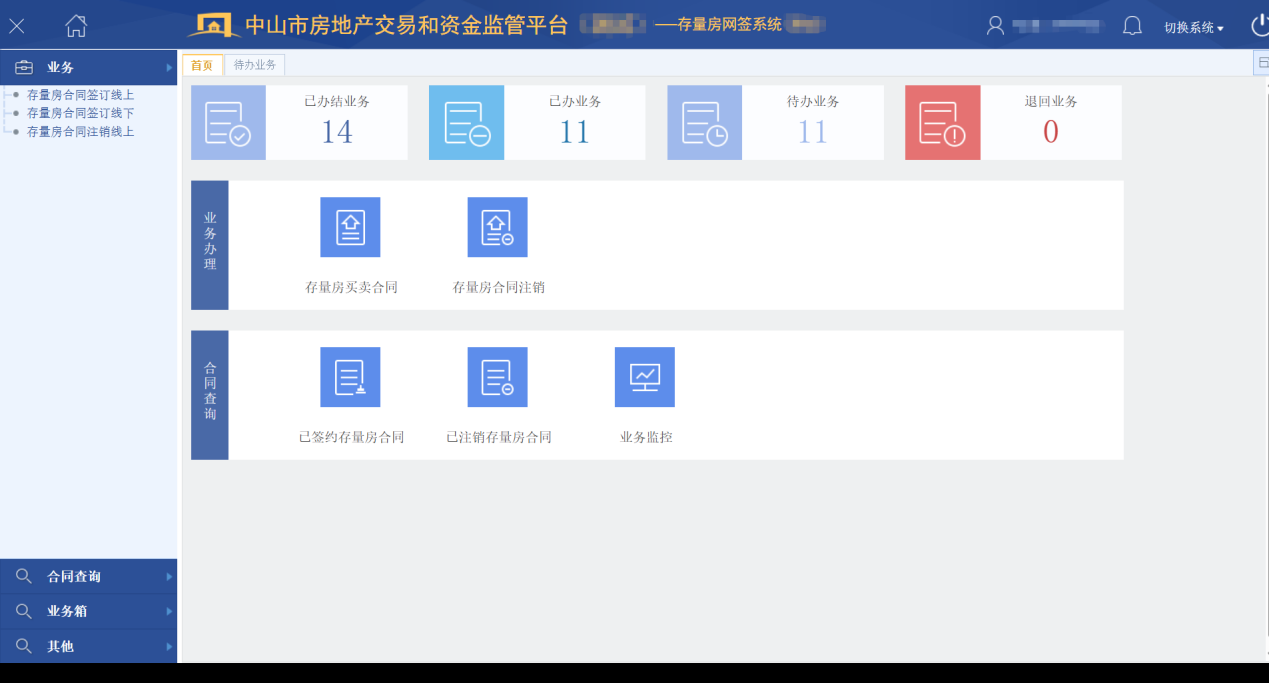 中山市房地产交易和资金监管平台
——存量房网签系统
切换系统
业务
存量房合同签订线上
存量房合同签订线下
存量房合同注销线上
合同查询
业务箱
其他
首页
待办业务
已办结业务
14
已办业务
11
待办业务
11
退回业务
0
业务办理
存量房买卖合同
存量房合同注销
合同查询
已签约存量房合同
已注销存量房合同
业务监控